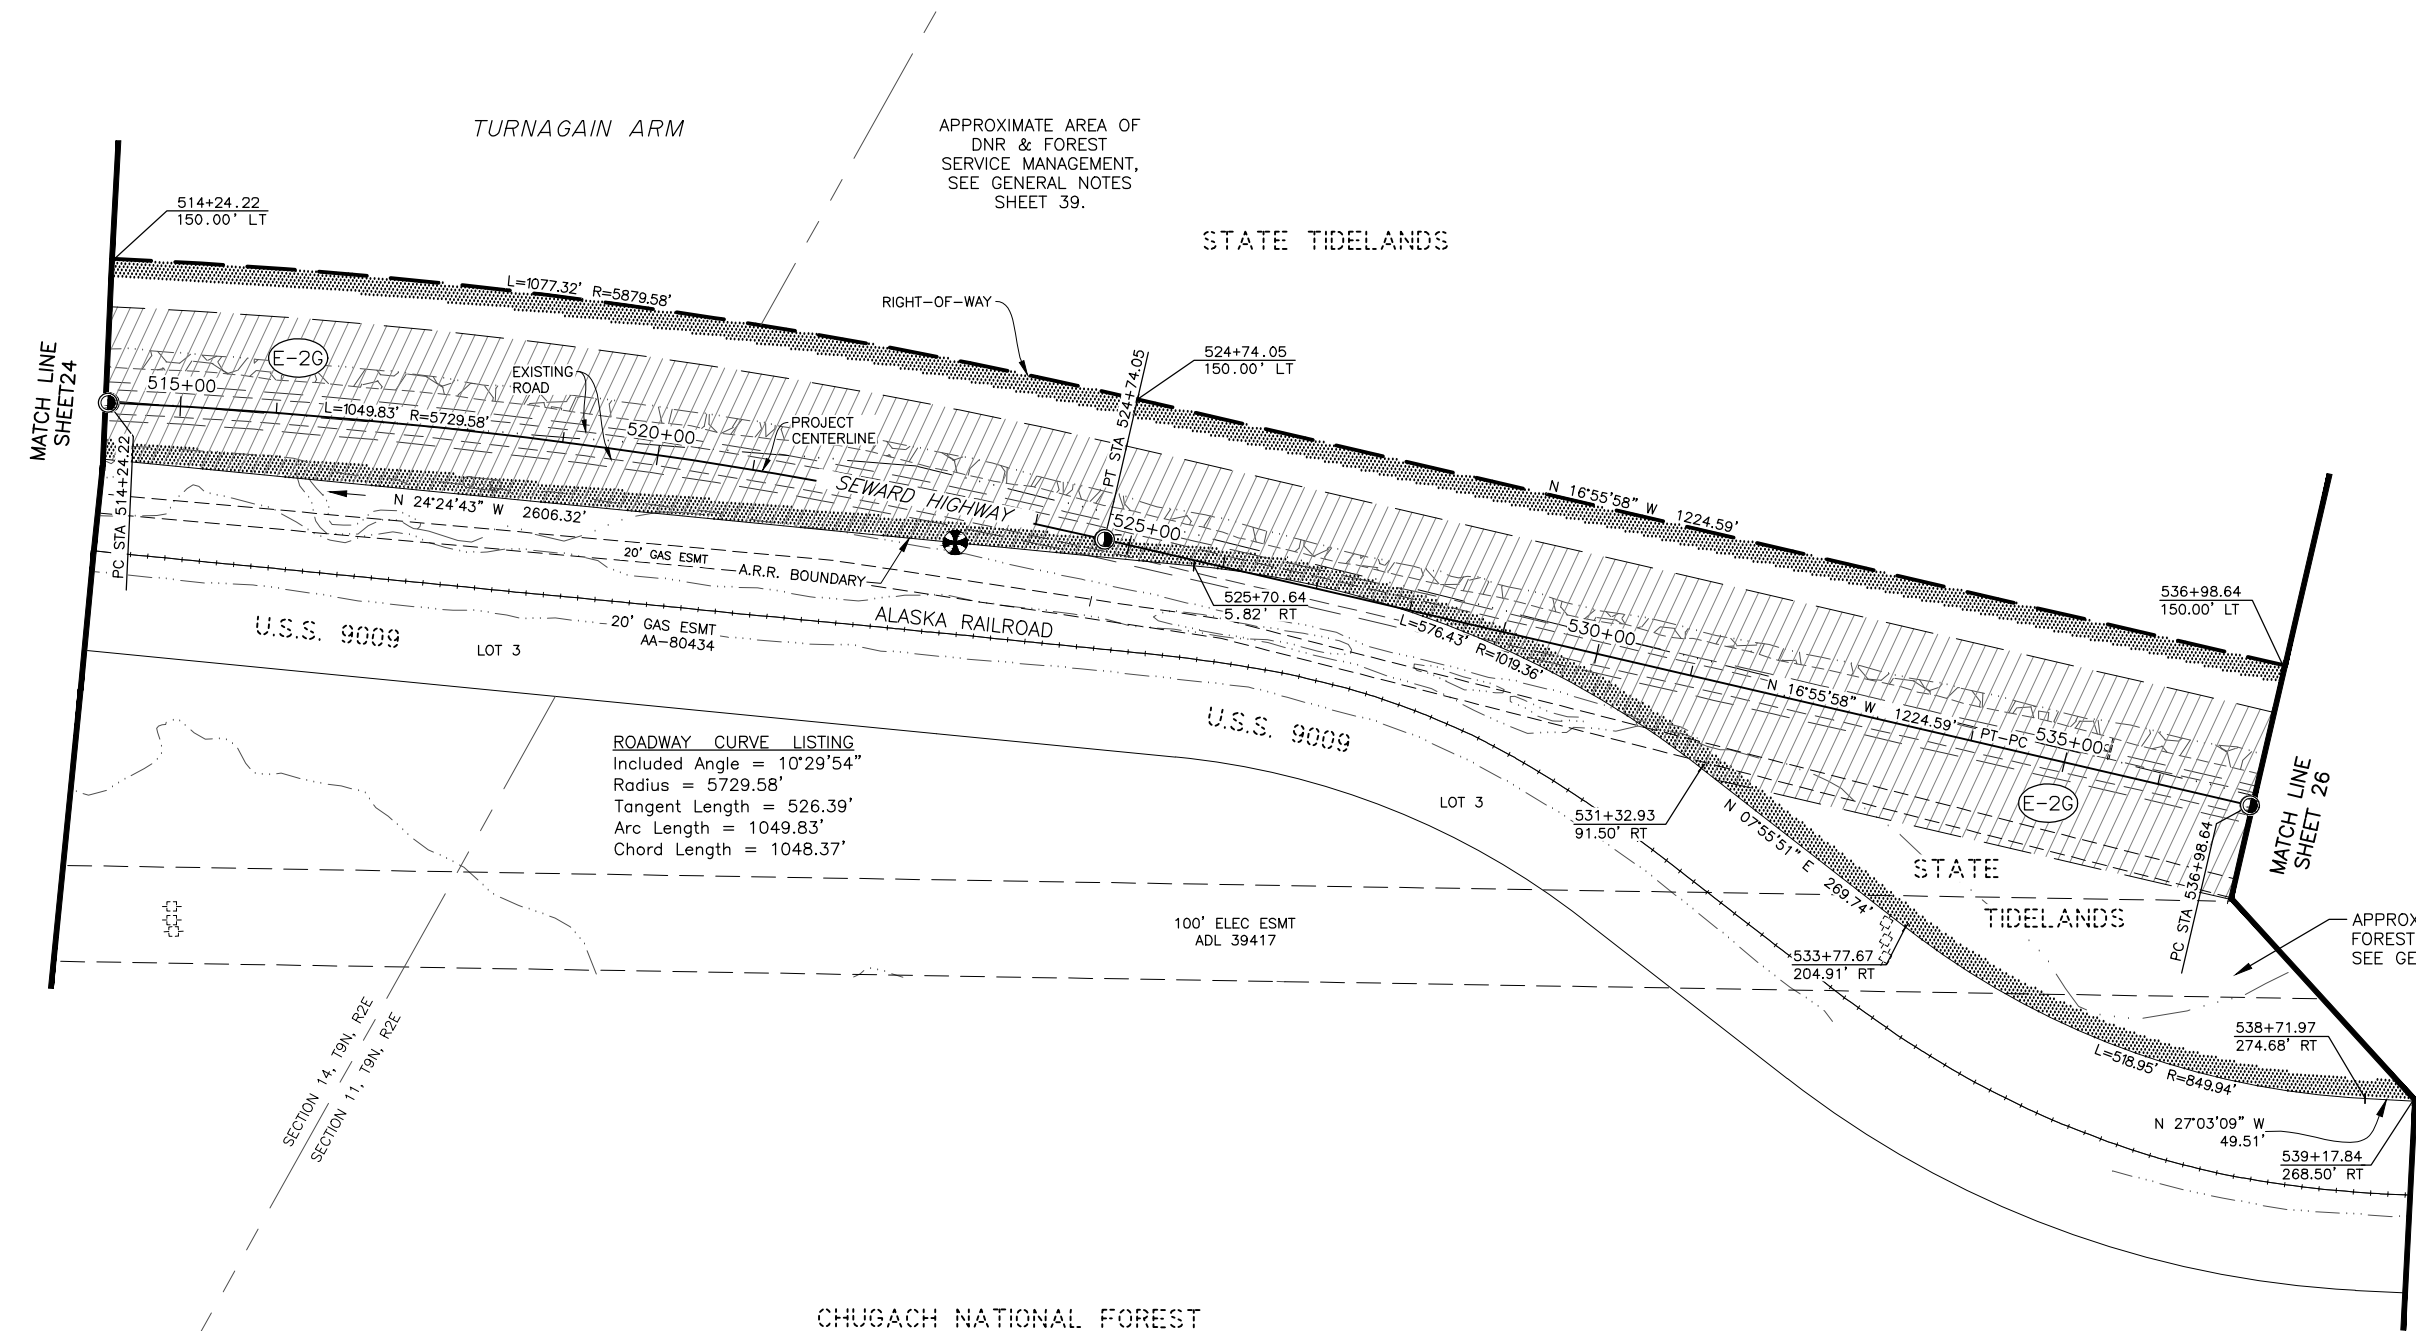 TURNAGAIN ARM
APPROXIMATE AREA OF
DNR & FOREST
SERVICE MANAGEMENT,
SEE GENERAL NOTES
SHEET 39.
STATE TIDELANDS
514+24.22
150.00' LT
L=1077.32' R=5879.58'
RIGHT-OF-WAY
MATCH LINE
SHEET24
E-2G
515+00
EXISTING
ROAD
L=1049.83' R=5729.58'
520+00
PROJECT
CENTERLINE
PT STA 524+74.05
524+74.05
150.00' LT
SEWARD HIGHWAY
525+00
N 16°55'58" W 1224.59'
PC STA 514+24.22
N 24°24'43" W 2606.32'
20' GAS ESMT
A.R.R. BOUNDARY
525+70.64
5.82' RT
536+98.64
150.00' LT
U.S.S. 9009
LOT 3
20' GAS ESMT
AA-80434
ALASKA RAILROAD
L=576.43' R=1019.36'
530+00
N 16°55'58" W 1224.59'
PT-PC
535+00
U.S.S. 9009
ROADWAY CURVE LISTING
Included Angle = 10°29'54"
Radius = 5729.58'
Tangent Length = 526.39'
Arc Length = 1049.83'
Chord Length = 1048.37'
LOT 3
531+32.93
91.50' RT
N 07°55'51" E 269.74'
E-2G
MATCH LINE
SHEET 26
PC STA 536+98.64
STATE
TIDELANDS
100' ELEC ESMT
ADL 39417
533+77.67
204.91' RT
APPROX
FOREST
SEE GE
SECTION 14, T9N, R2E
SECTION 11, T9N, R2E
538+71.97
274.68' RT
L=518.95' R=849.94'
N 27°03'09" W
49.51'
539+17.84
268.50' RT
CHUGACH NATIONAL FOREST